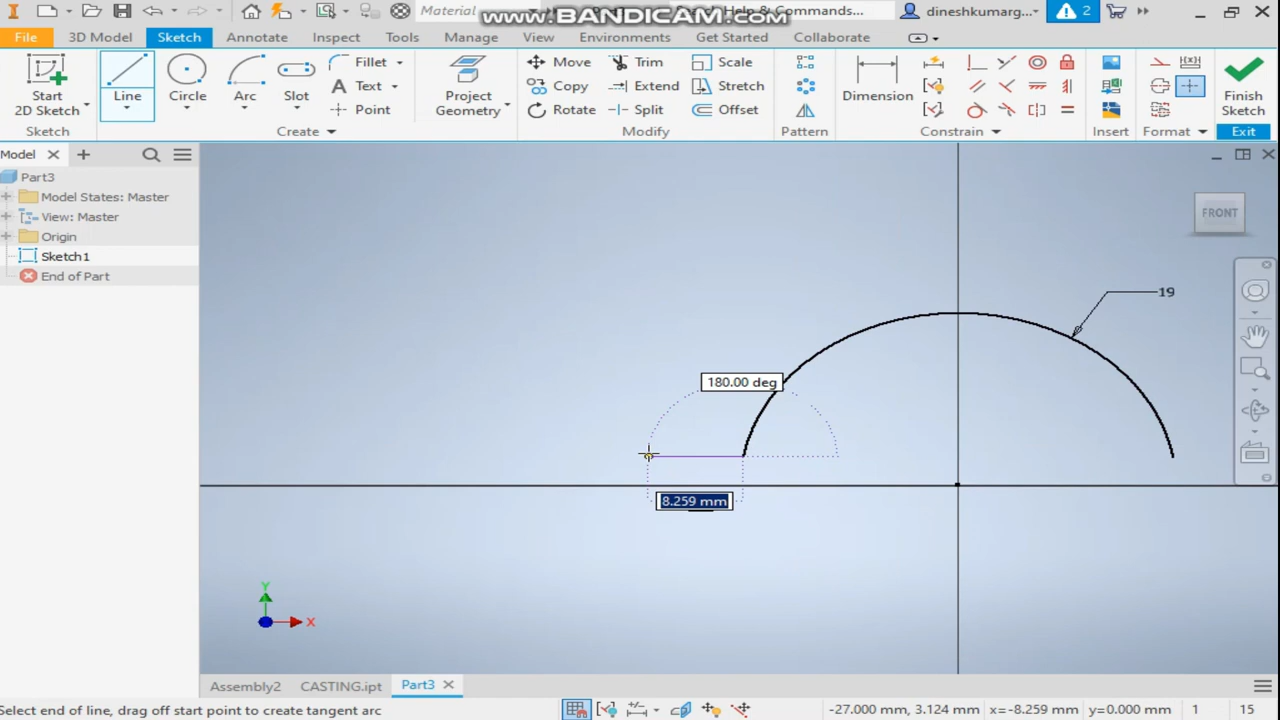 Material
www.BANDICAM.com
Search Help & Commands...
dineshkumarg...
2
File
3D Model
Sketch
Annotate
Inspect
Tools
Manage
View
Environments
Get Started
Collaborate
Start
2D Sketch
Line
Circle
Arc
Slot
Fillet
Text
Point
Project
Geometry
Move
Copy
Rotate
Trim
Extend
Split
Scale
Stretch
Offset
Dimension
Finish
Sketch
Sketch
Create
Modify
Pattern
Constrain
Insert
Format
Exit
Model
Part3
Model States: Master
View: Master
Origin
Sketch1
End of Part
FRONT
19
180.00 deg
8.259 mm
Y
X
Assembly2
CASTING.ipt
Part3
Select end of line, drag off start point to create tangent arc
-27.000 mm, 3.124 mm
x=-8.259 mm
y=0.000 mm
1
15